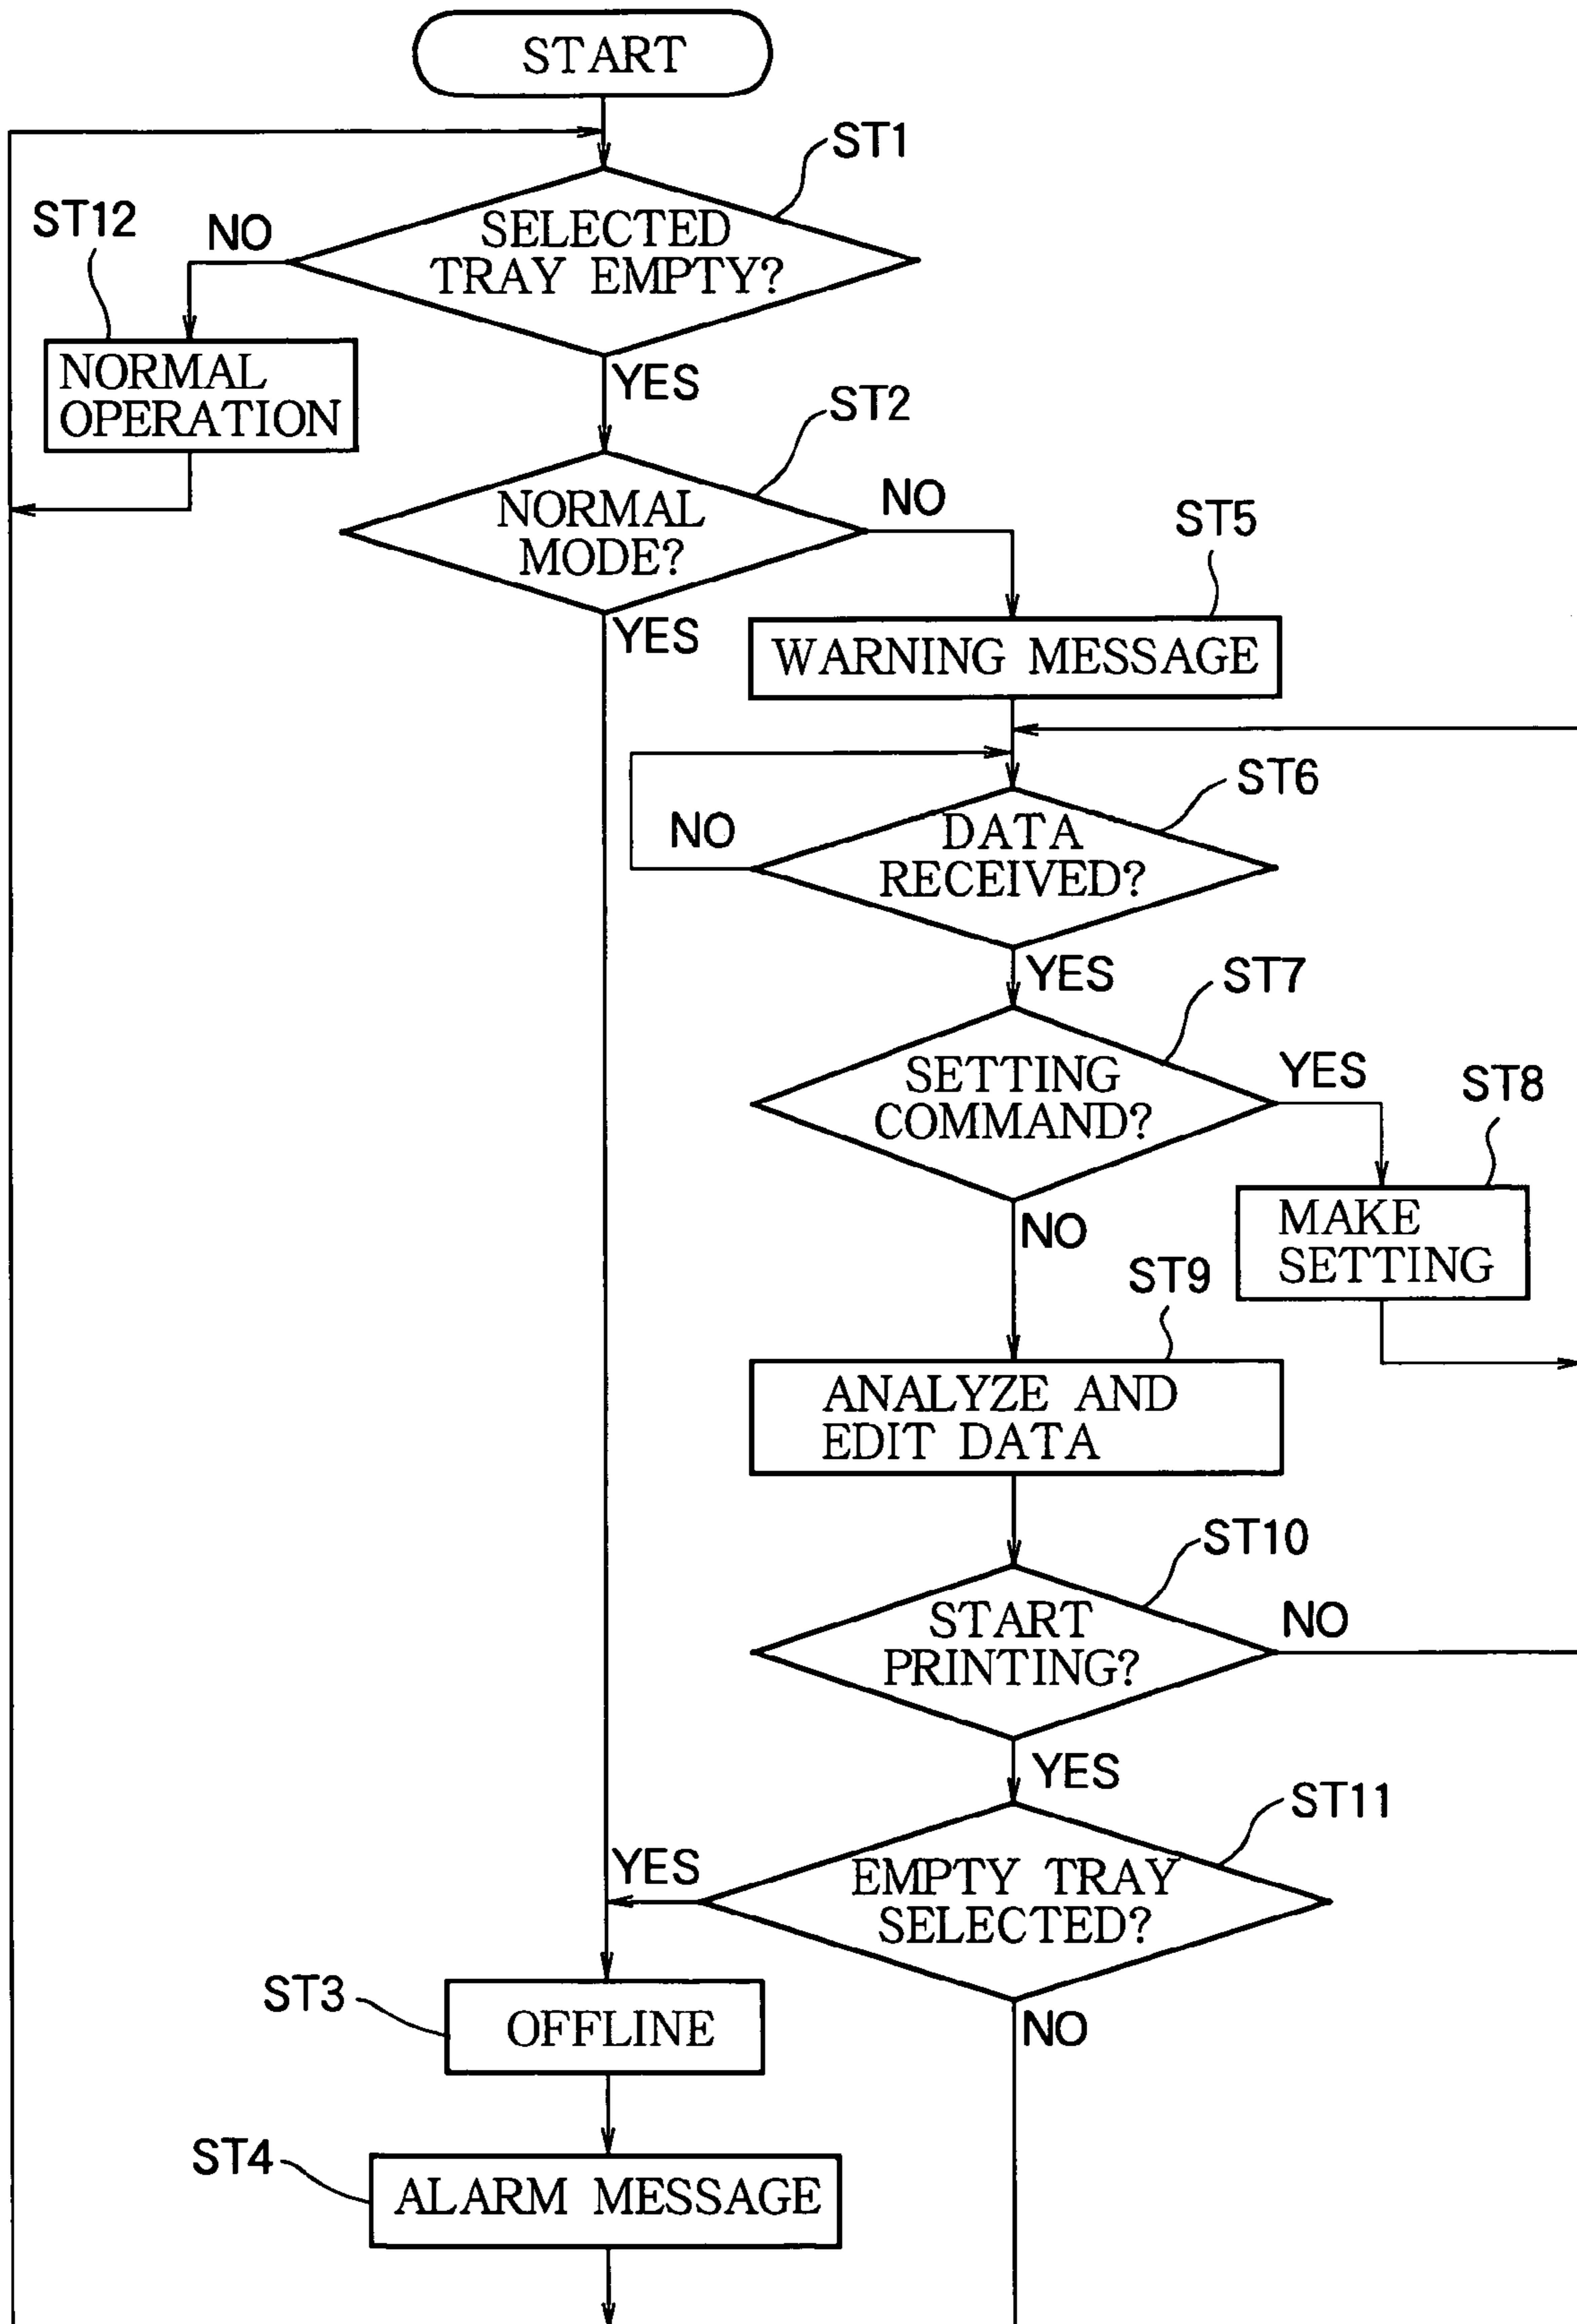 START
ST1
ST12
NO
SELECTED
TRAY EMPTY?
NORMAL
OPERATION
YES
ST2
NORMAL
MODE?
NO
ST5
YES
WARNING MESSAGE
ST6
NO
DATA
RECEIVED?
YES
ST7
SETTING
COMMAND?
YES
ST8
NO
MAKE
SETTING
ST9
ANALYZE AND
EDIT DATA
ST10
START
PRINTING?
NO
YES
ST11
YES
EMPTY TRAY
SELECTED?
ST3
OFFLINE
NO
ST4
ALARM MESSAGE